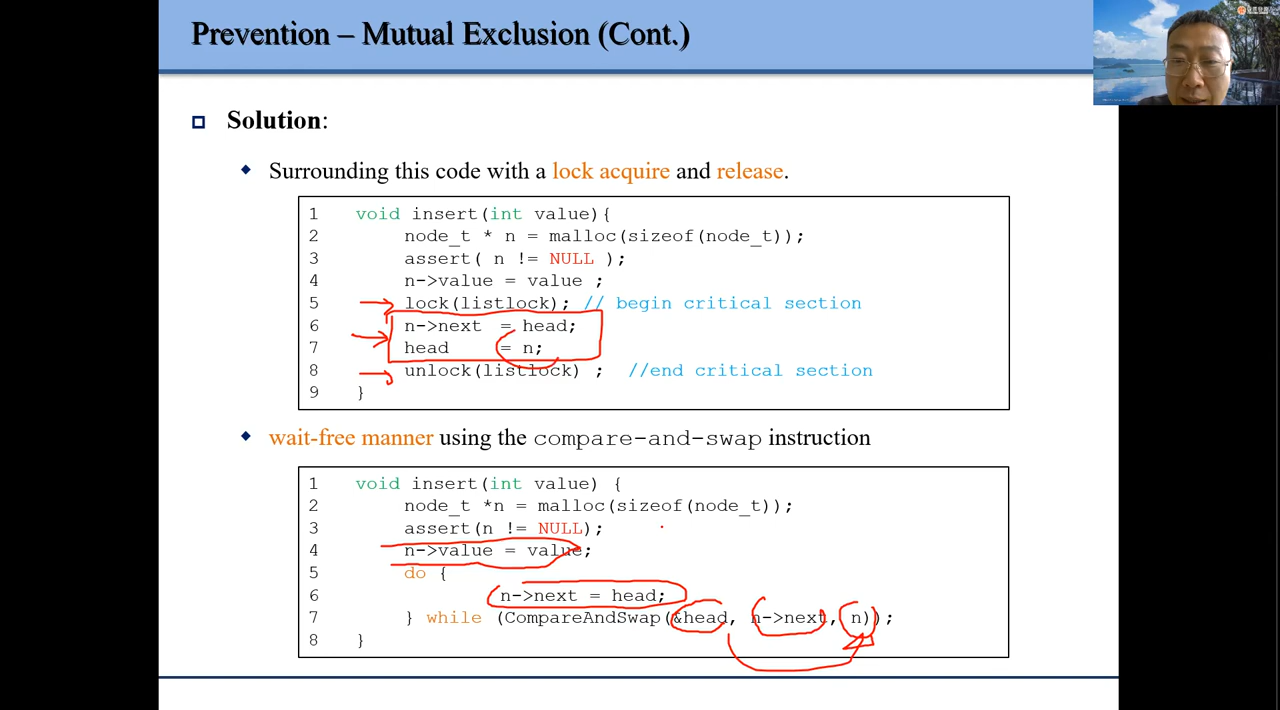 Prevention – Mutual Exclusion (Cont.)
Solution:
Surrounding this code with a lock acquire and release.
1 void insert(int value){
2 node_t * n = malloc(sizeof(node_t));
3 assert( n != NULL );
4 n->value = value ;
5 lock(listlock); // begin critical section
6 n->next = head;
7 head = n;
8 unlock(listlock) ; //end critical section
9 }
wait-free manner using the compare-and-swap instruction
1 void insert(int value) {
2 node_t *n = malloc(sizeof(node_t));
3 assert(n != NULL);
4 n->value = value;
5 do {
6 n->next = head;
7 } while (CompareAndSwap(&head, n->next, n));
8 }